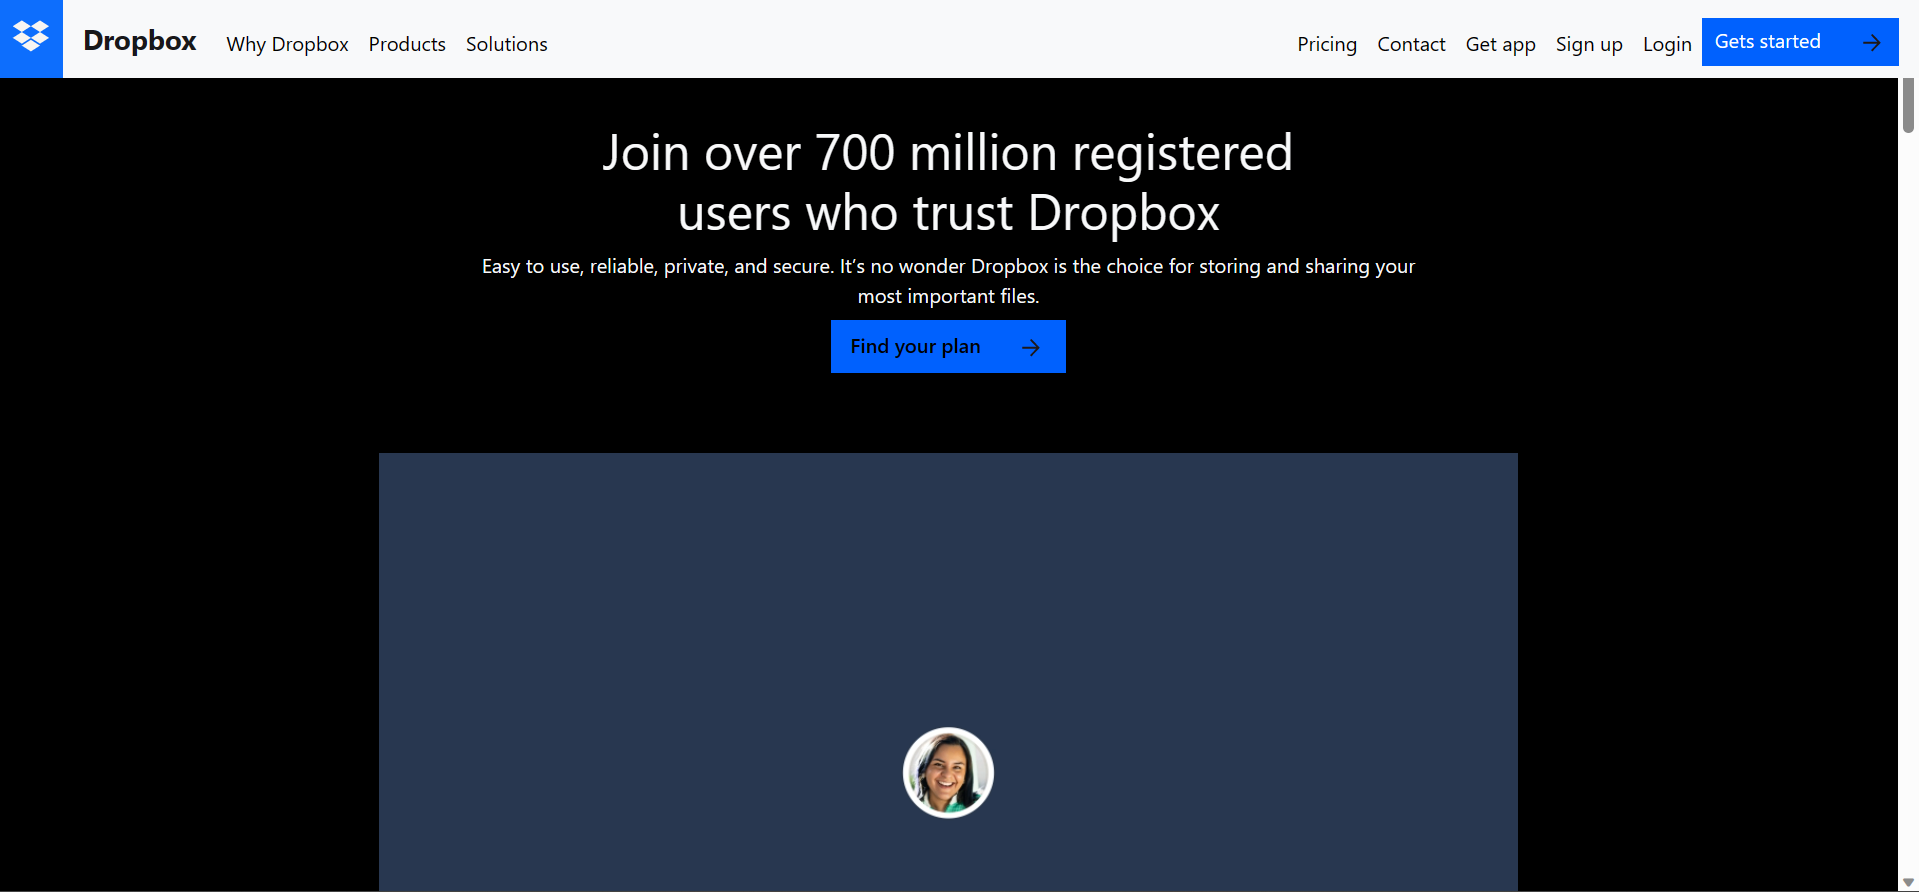 Dropbox Why Dropbox Products Solutions Pricing Contact Get app Sign up Login Gets started
Join over 700 million registered
users who trust Dropbox
Easy to use, reliable, private, and secure. It’s no wonder Dropbox is the choice for storing and sharing your
most important files.
Find your plan